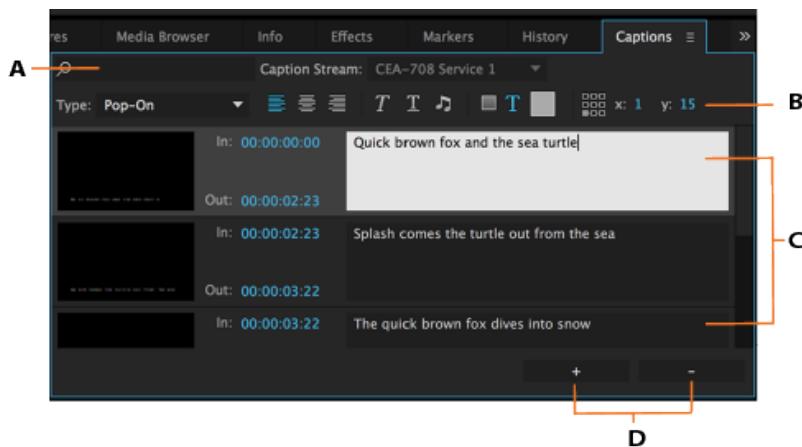 res Media Browser Info Effects Markers History Captions
A Caption Stream: CEA-708 Service 1
Type: Pop-On T T T x: 1 y: 15 B
In: 00:00:00:00 Quick brown fox and the sea turtle
Out: 00:00:02:23
C
In: 00:00:02:23 Splash comes the turtle out from the sea
Out: 00:00:03:22
In: 00:00:03:22 The quick brown fox dives into snow
+ -
D